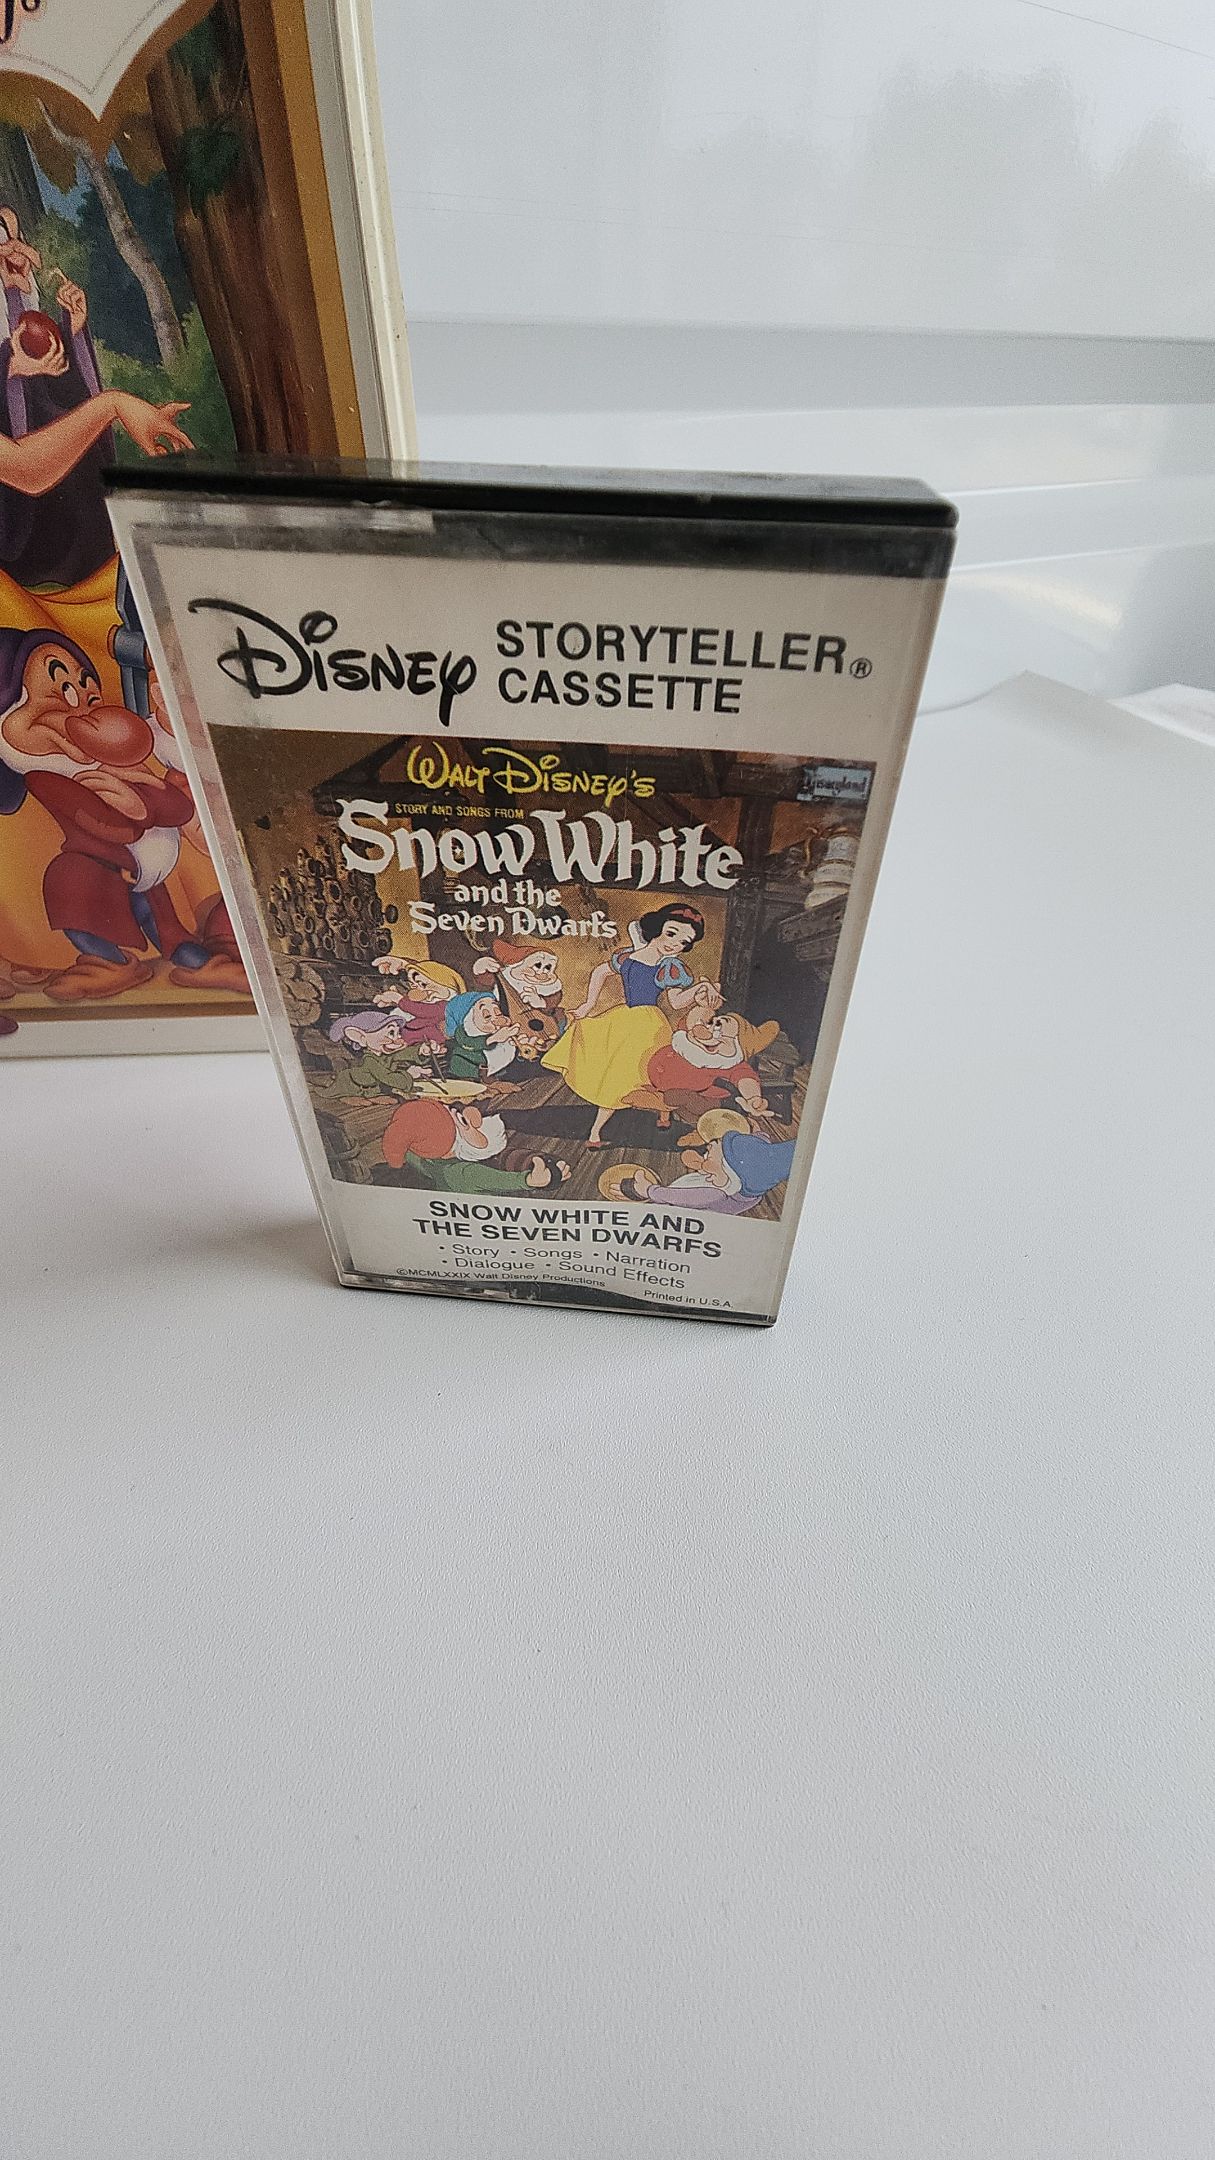 Disney STORYTELLER®
CASSETTE
Walt Disney's
Disneyland
STORY AND SONGS FROM
Snow White
and the
Seven Dwarfs
SNOW WHITE AND
THE SEVEN DWARFS
• Story • Songs • Narration
• Dialogue • Sound Effects
©MCMLXXIX Walt Disney Productions
Printed in U.S.A.